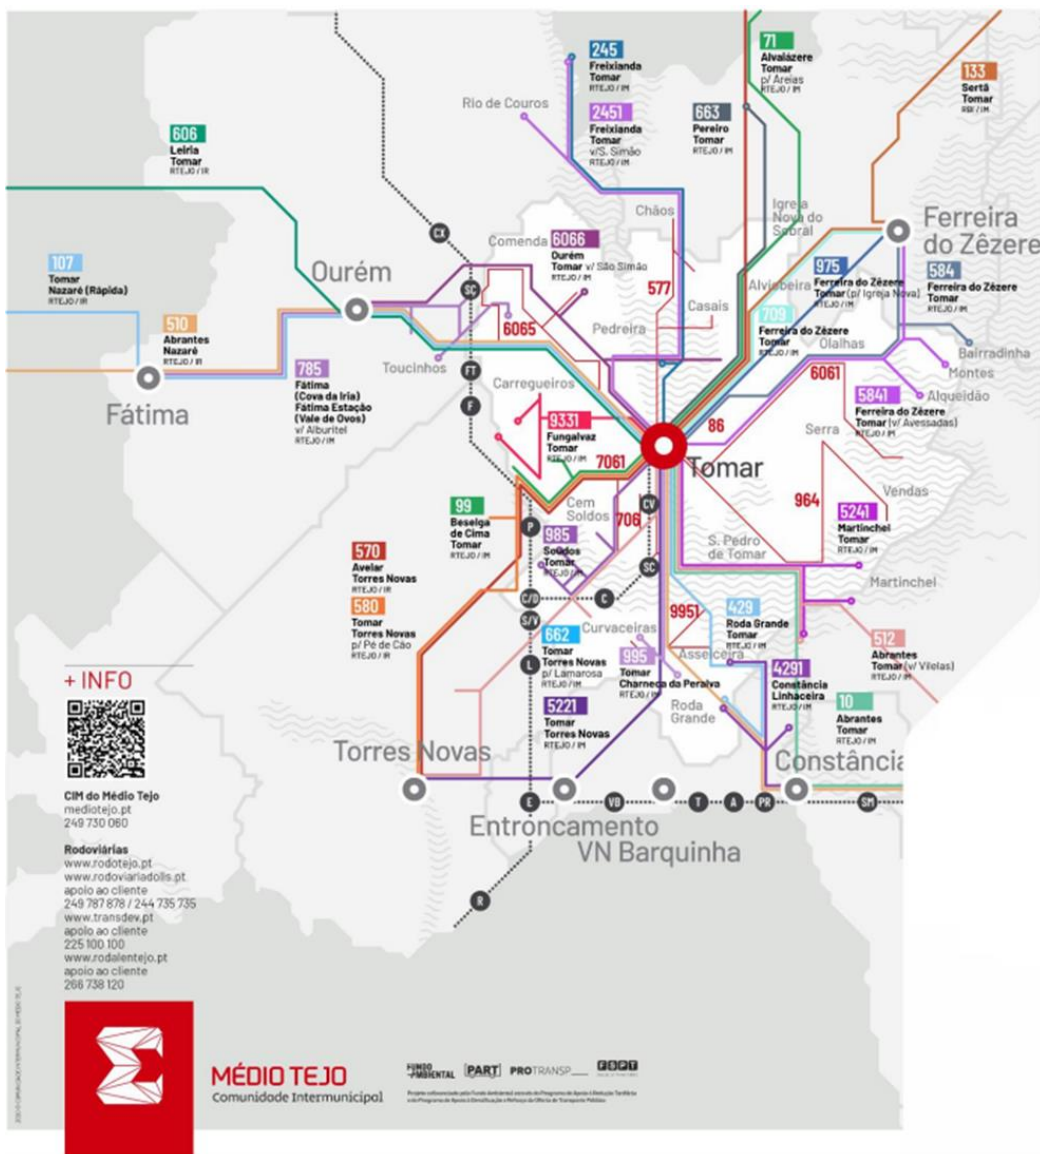 245
Freixianda
Tomar
RTEJO / IM
2451
Freixianda
Tomar
v/S. Simão
RTEJO / IM
71
Alvaiázere
Tomar
p/ Areias
RTEJO / IM
133
Sertã
Tomar
RBI / IM
663
Pereiro
Tomar
RTEJO / IM
Rio de Couros
606
Leiria
Tomar
RTEJO / IR
Chãos
Igreja
Nova do
Sobral
Ferreira
do Zêzere
CX
Comenda
6066
Ourém
Tomar v/ São Simão
RTEJO / IM
107
Tomar
Nazaré (Rápida)
RTEJO / IR
Ourém
SC
577
Alviobeira
975
Ferreira do Zêzere
Tomar (p/ Igreja Nova)
584
Ferreira do Zêzere
Tomar
RTEJO / IM
709
Ferreira do Zêzere
Tomar
RTEJO / IM
510
Abrantes
Nazaré
RTEJO / IR
6065
Pedreira
Casais
Olalhas
Bairradinha
Montes
Alqueidão
785
Fátima
(Cova da Iria)
Fátima Estação
(Vale de Ovos)
v/ Alburitel
RTEJO / IM
Toucinhos
FT
Carregueiros
6061
5841
Ferreira do Zêzere
Tomar (v/ Avessadas)
RTEJO / IM
Fátima
F
9331
Fungalvaz
Tomar
RTEJO / IM
86
Serra
7061
Tomar
964
Vendas
99
Beselga
de Cima
Tomar
RTEJO / IM
Cem
Soldos
706
CV
P
985
Soudos
Tomar
RTEJO / IM
S. Pedro
de Tomar
5241
Martinchel
Tomar
RTEJO / IM
570
Avelar
Torres Novas
RTEJO / IR
SC
Martinchel
580
Tomar
Torres Novas
p/ Pé de Cão
RTEJO / IR
C/D
C
S/V
9951
429
Roda Grande
Tomar
RTEJO / IM
Curvaceiras
662
Tomar
Torres Novas
p/ Lamarosa
RTEJO / IM
995
Tomar
Charneca da Peralva
RTEJO / IM
Asseiceira
512
Abrantes
Tomar (v/ Vilelas)
RTEJO / IM
L
4291
Constância
Linhaceira
RTEJO / IM
10
Abrantes
Tomar
RTEJO / IM
5221
Tomar
Torres Novas
RTEJO / IM
Roda
Grande
+ INFO
Torres Novas
Constância
E
VB
T
A
PR
SM
Entroncamento
VN Barquinha
R
CIM do Médio Tejo
mediotejo.pt
249 730 060
Rodoviárias
www.rodotejo.pt
www.rodoviariadolis.pt
apoio ao cliente
249 787 878 / 244 735 735
www.transdev.pt
apoio ao cliente
225 100 100
www.rodalentejo.pt
apoio ao cliente
266 738 120
MÉDIO TEJO
Comunidade Intermunicipal
FUNDO
AMBIENTAL
PART
PROTRANSP
FSPT